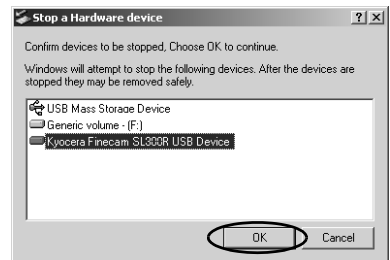 Stop a Hardware device
Confirm devices to be stopped, Choose OK to continue.
Windows will attempt to stop the following devices. After the devices are
stopped they may be removed safely.
USB Mass Storage Device
Generic volume - (F:)
Kyocera Finecam SL300R USB Device
OK Cancel